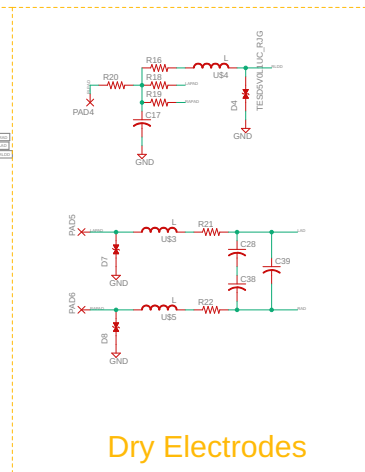 R16
L
R20
R18
U$4
R19
PAD4
C17
D4
TESD5V0L1UC_RJG
GND
GND
PAD5
L
R21
U$3
C28
D7
C39
GND
C38
PAD6
L
R22
U$5
D8
GND
Dry Electrodes